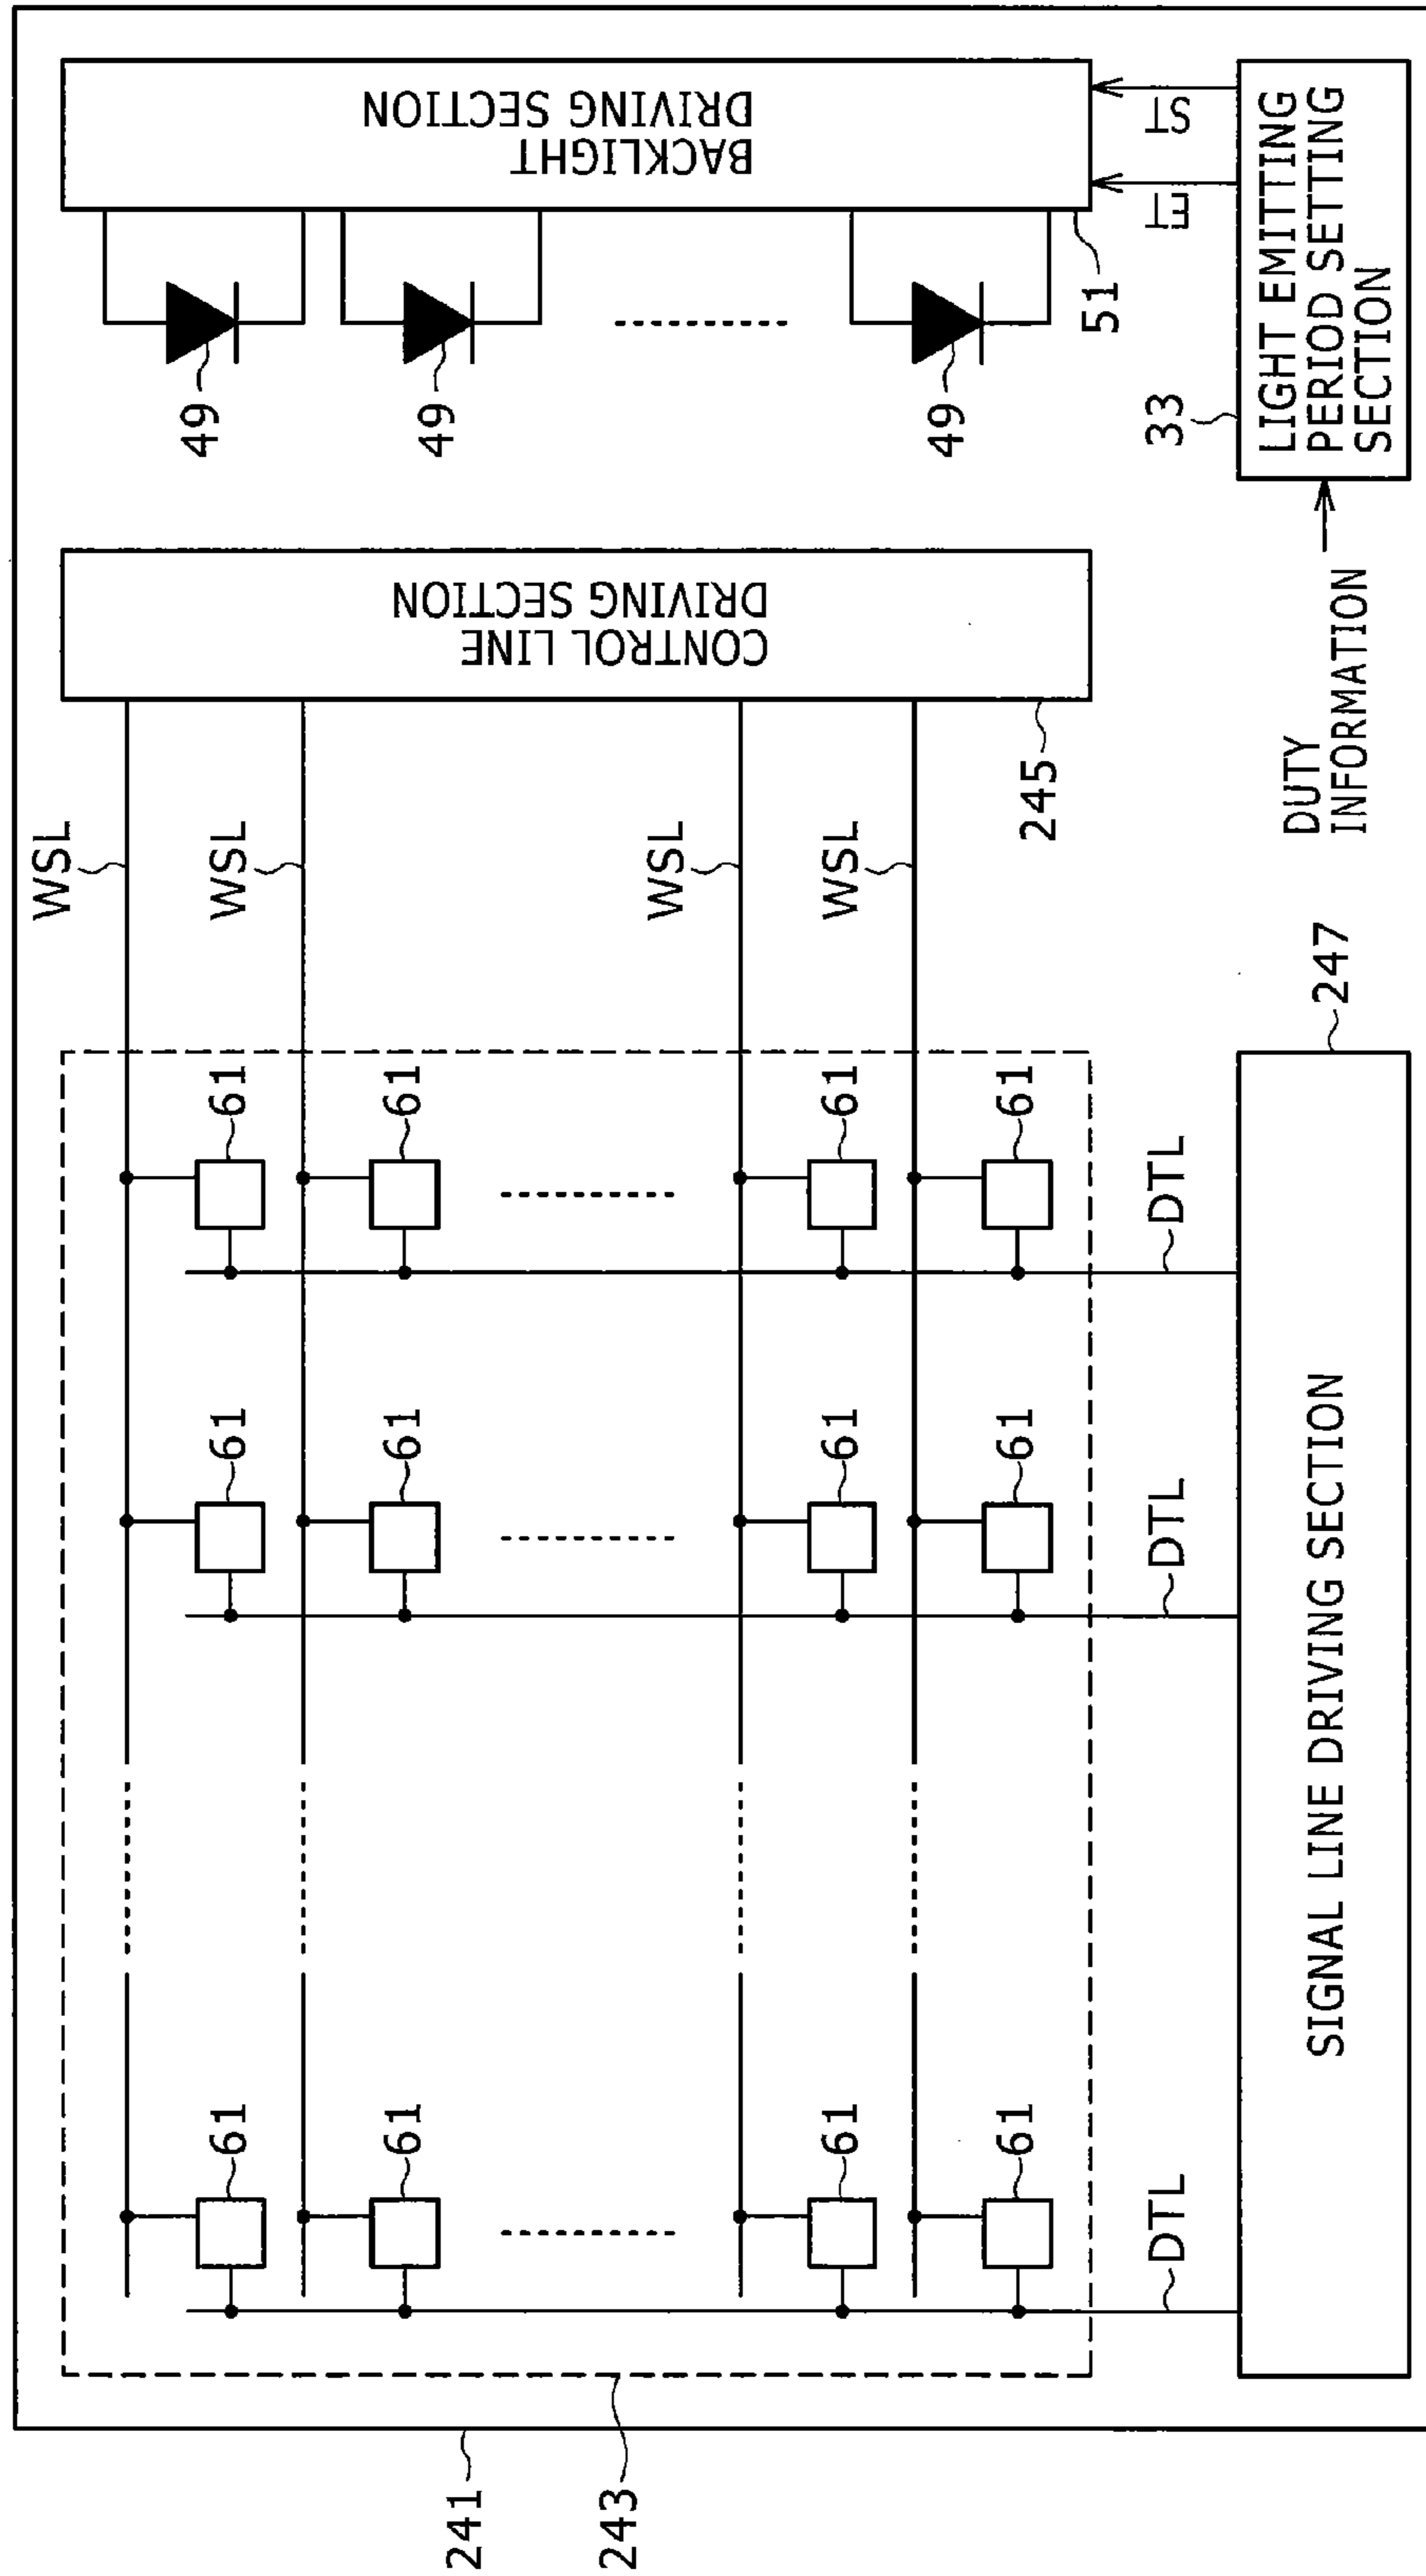 WSL
WSL
WSL
WSL
61
61
61
61
61
61
61
61
61
61
61
61
DTL
DTL
DTL
CONTROL LINE
DRIVING SECTION
245
49
49
49
BACKLIGHT
DRIVING SECTION
51
ET
ST
33
LIGHT EMITTING
PERIOD SETTING
SECTION
DUTY
INFORMATION
SIGNAL LINE DRIVING SECTION
247
241
243